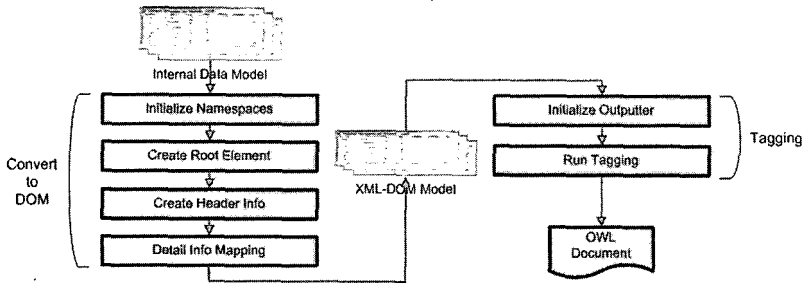 Internal Data Model
Initialize Namespaces
Create Root Element
Create Header Info
Detail Info Mapping
Convert
to
DOM
XML-DOM Model
Initialize Outputter
Run Tagging
Tagging
OWL
Document